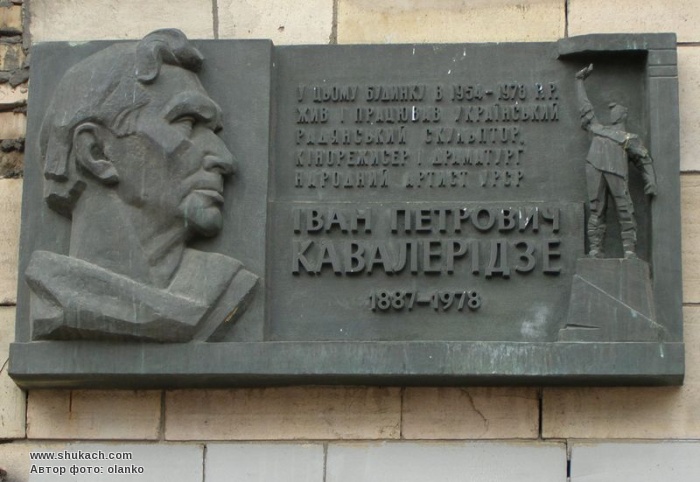 У ЦЬОМУ БУДИНКУ В 1954-1978 Р.Р.
ЖИВ І ПРАЦЮВАВ УКРАЇНСЬКИЙ
РАДЯНСЬКИЙ СКУЛЬПТОР,
КІНОРЕЖИСЕР І ДРАМАТУРГ
НАРОДНИЙ АРТИСТ УРСР
ІВАН ПЕТРОВИЧ
КАВАЛЕРІДЗЕ
1887-1978
www.shukach.com
Автор фото: olanko